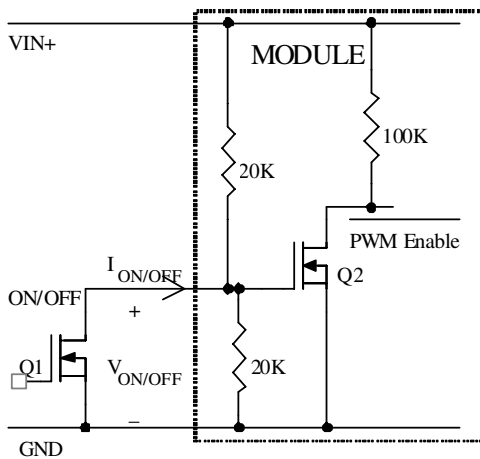 VIN+
MODULE
100K
20K
PWM Enable
I ON/OFF
Q2
ON/OFF
+
Q1
V ON/OFF
20K
–
GND